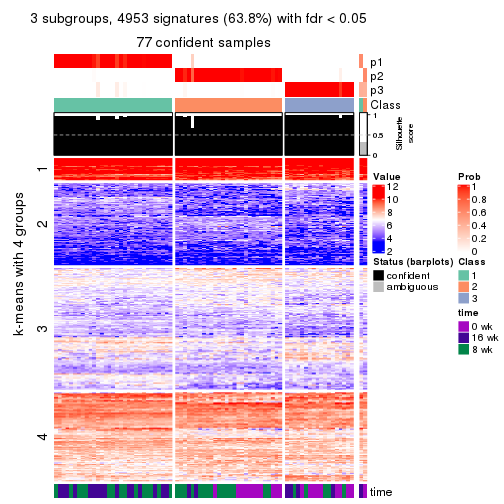 3 subgroups, 4953 signatures (63.8%) with fdr < 0.05
77 confident samples
p1
p2
p3
Class
1
0.5
0
Silhouette
score
k-means with 4 groups
1
2
3
4
Value
12
10
8
6
4
2
Prob
1
0.8
0.6
0.4
0.2
0
Status (barplots)
confident
ambiguous
Class
1
2
3
time
0 wk
16 wk
8 wk
time